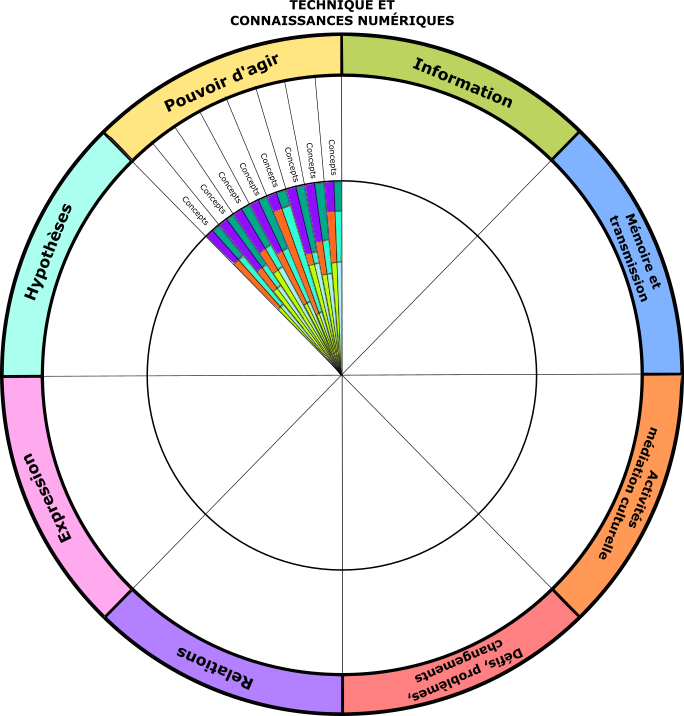 TECHNIQUE ET
CONNAISSANCES NUMÉRIQUES
Pouvoir d'agir
Information
Mémoire et
transmission
Activités
médiation culturelle
Défis, problèmes,
changements
Relations
Expression
Hypothèses
Concepts
Concepts
Concepts
Concepts
Concepts
Concepts
Concepts
Concepts